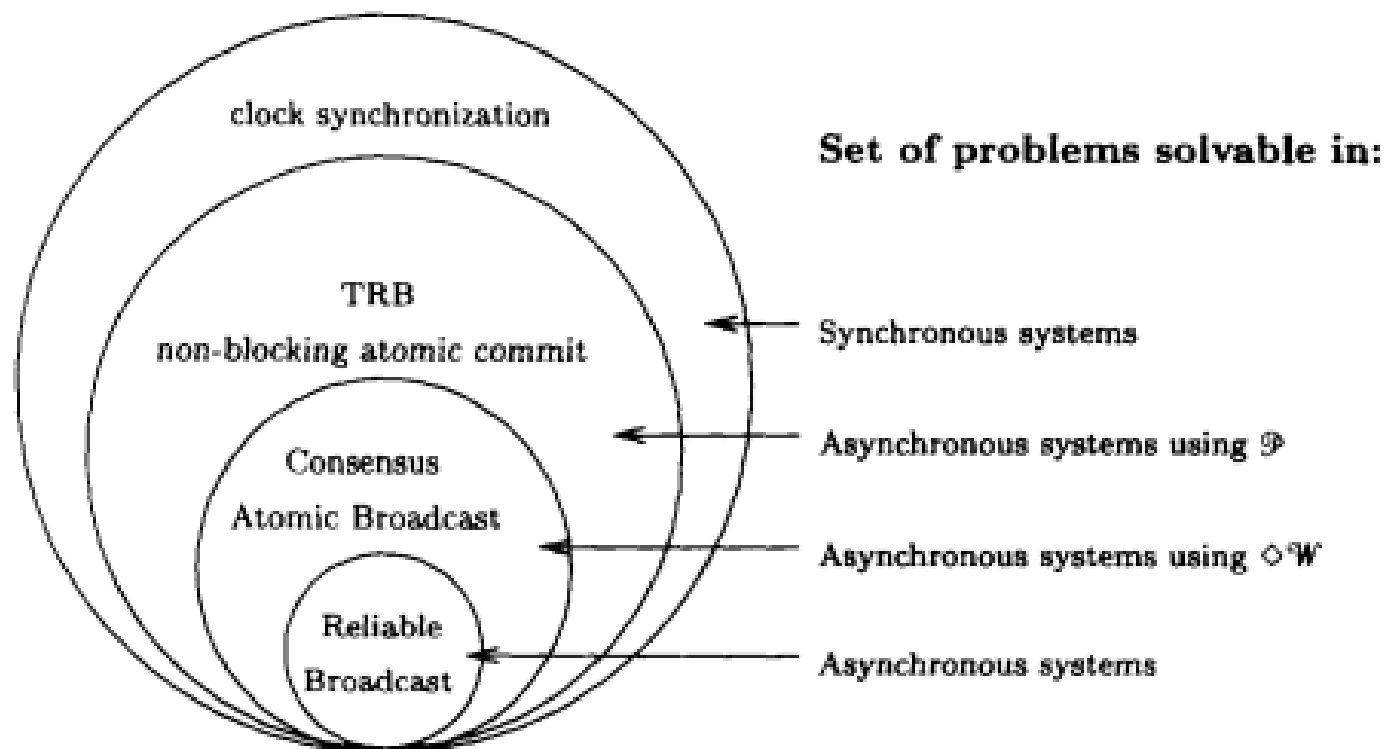 clock synchronization
Set of problems solvable in:
TRB
non-blocking atomic commit
Synchronous systems
Asynchronous systems using 𝒫
Consensus
Atomic Broadcast
Asynchronous systems using ◇𝒲
Reliable
Broadcast
Asynchronous systems